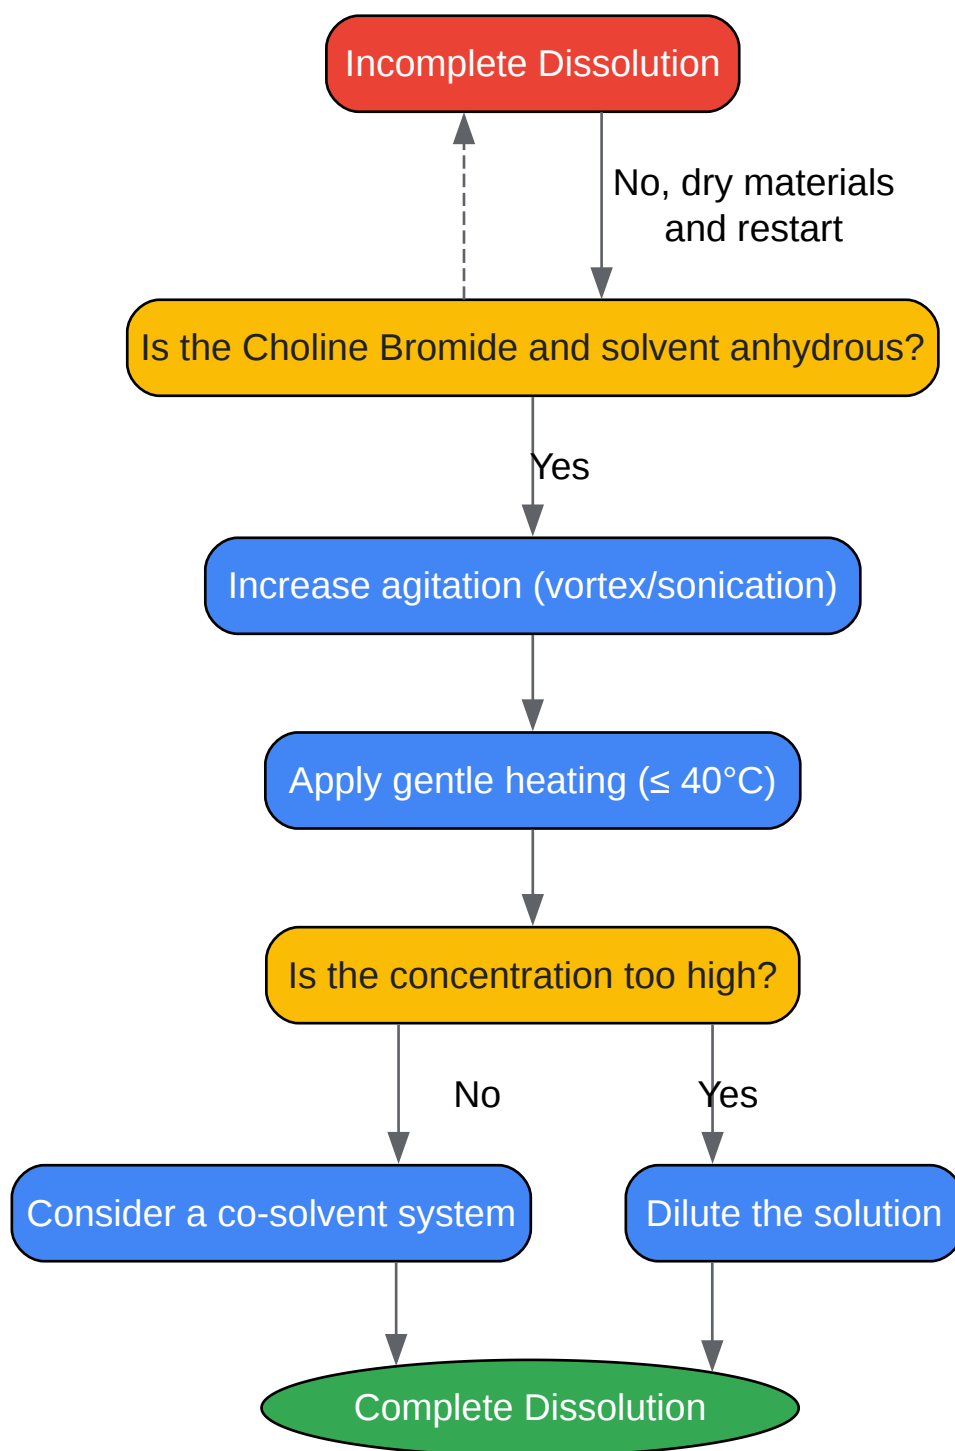 Incomplete Dissolution
No, dry materials
and restart
Is the Choline Bromide and solvent anhydrous?
Yes
Increase agitation (vortex/sonication)
Apply gentle heating (≤ 40°C)
Is the concentration too high?
No
Yes
Consider a co-solvent system
Dilute the solution
Complete Dissolution